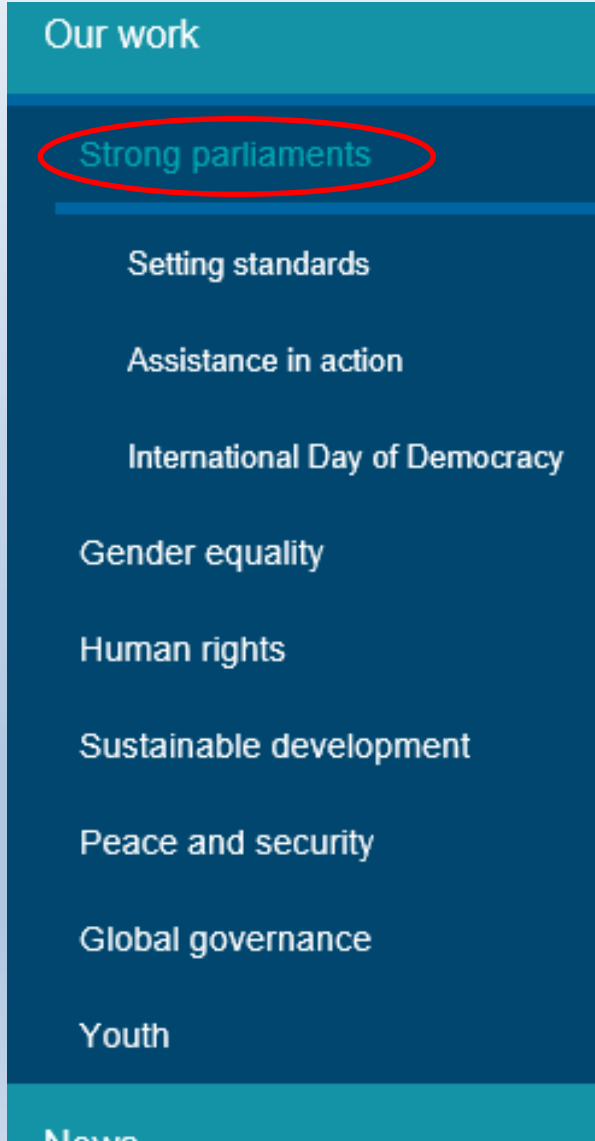 Our work
Strong parliaments
Setting standards
Assistance in action
International Day of Democracy
Gender equality
Human rights
Sustainable development
Peace and security
Global governance
Youth
News